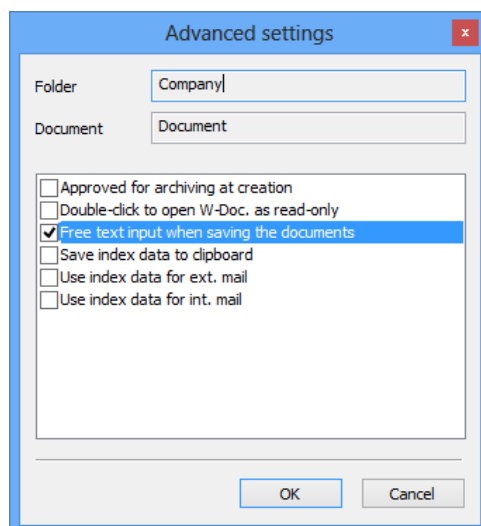 Advanced settings
x
Folder Company
Document Document
Approved for archiving at creation
Double-click to open W-Doc. as read-only
Free text input when saving the documents
Save index data to clipboard
Use index data for ext. mail
Use index data for int. mail
OK Cancel